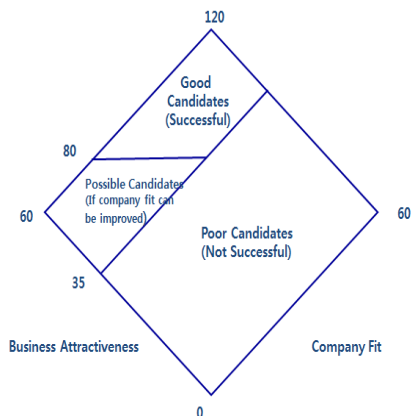 120
Good
Candidates
(Successful)
80
Possible Candidates
(If company fit can
be improved)
60
60
Poor Candidates
(Not Successful)
35
Business Attractiveness
Company Fit
0